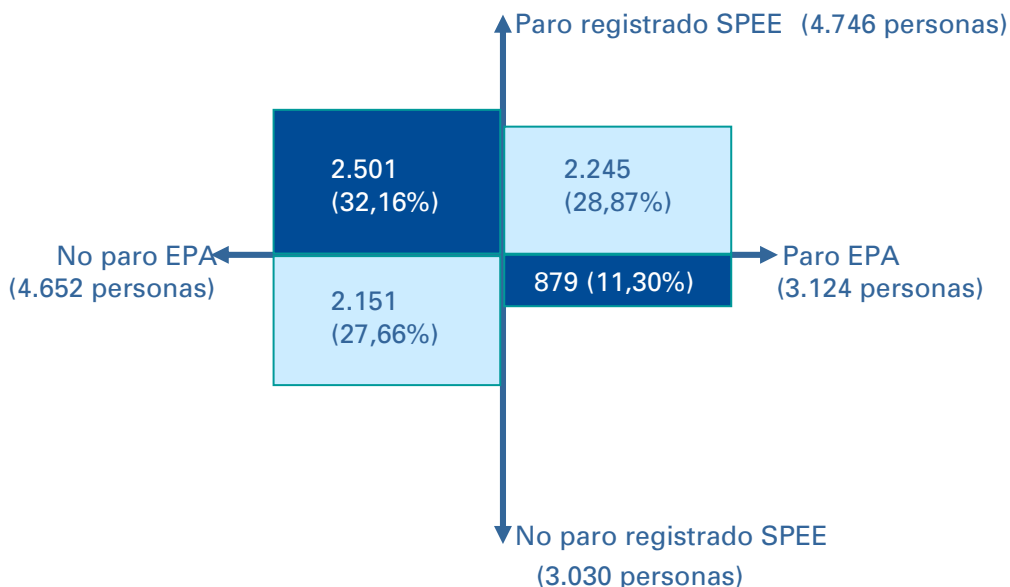 Paro registrado SPEE (4.746 personas)
2.501
(32,16%)
2.245
(28,87%)
No paro EPA
(4.652 personas)
Paro EPA
(3.124 personas)
879 (11,30%)
2.151
(27,66%)
No paro registrado SPEE
(3.030 personas)